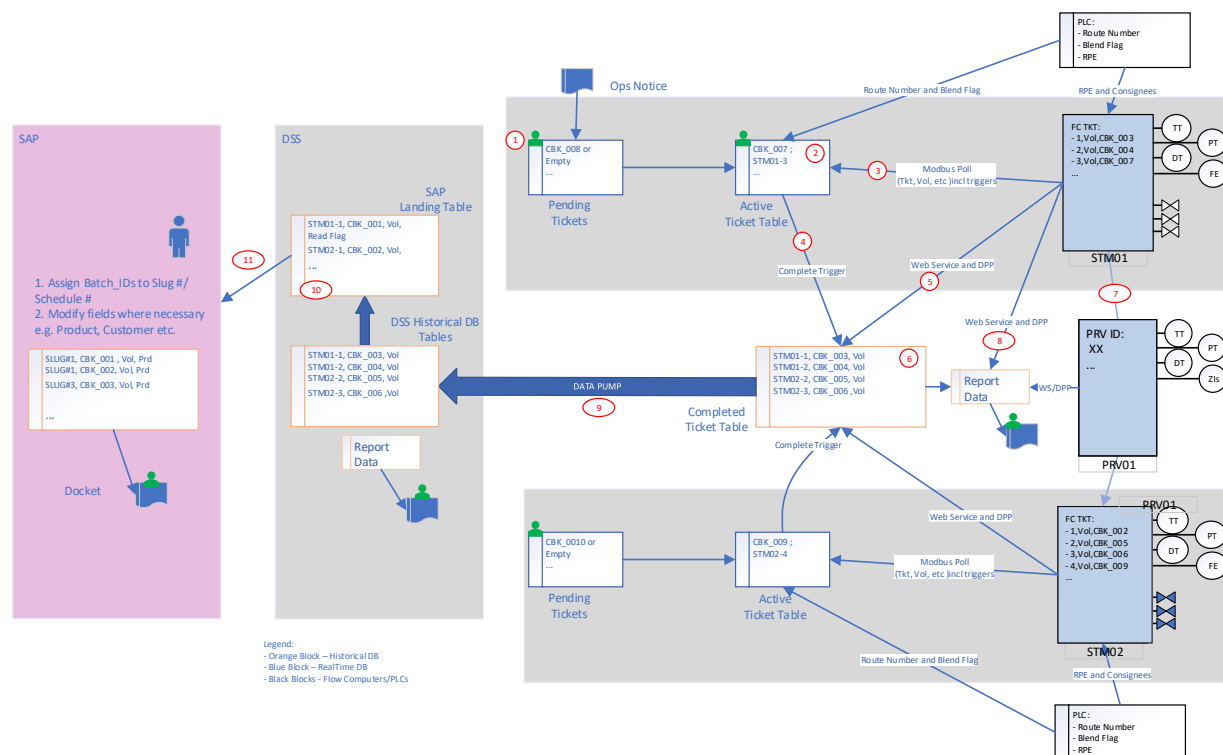 PLC:
- Route Number
- Blend Flag
- RPE
Ops Notice
Route Number and Blend Flag
RPE and Consignees
SAP
DSS
1
CBK_008 or
Empty
...
Pending
Tickets
CBK_007 ;
STM01-3
...
2
Active
Ticket Table
3
Modbus Poll
(Tkt, Vol, etc )incl triggers
FC TKT:
- 1,Vol,CBK_003
- 2,Vol,CBK_004
- 3,Vol,CBK_007
...
STM01
TT
PT
DT
FE
SAP
Landing Table
STM01-1, CBK_001, Vol,
Read Flag
STM02-1, CBK_002, Vol,
...
10
11
4
Complete Trigger
Web Service and DPP
5
7
1. Assign Batch_IDs to Slug #/
Schedule #
2. Modify fields where necessary
e.g. Product, Customer etc.
DSS Historical DB
Tables
Web Service and DPP
8
PRV ID:
XX
...
PRV01
TT
PT
DT
ZIs
SLUG#1, CBK_001 , Vol, Prd
SLUG#1, CBK_002, Vol, Prd
SLUG#3, CBK_003, Vol, Prd
...
STM01-1, CBK_003, Vol
STM01-2, CBK_004, Vol
STM02-2, CBK_005, Vol
STM02-3, CBK_006 ,Vol
DATA PUMP
9
STM01-1, CBK_003, Vol
STM01-2, CBK_004, Vol
STM02-2, CBK_005, Vol
STM02-3, CBK_006 ,Vol
6
Completed
Ticket Table
Report
Data
WS/DPP
Complete Trigger
Report
Data
Docket
PRV01
Web Service and DPP
CBK_0010 or
Empty
...
Pending
Tickets
CBK_009 ;
STM02-4
Active
Ticket Table
Modbus Poll
(Tkt, Vol, etc )incl triggers
FC TKT:
- 1,Vol,CBK_002
- 2,Vol,CBK_005
- 3,Vol,CBK_006
- 4,Vol,CBK_009
...
STM02
TT
PT
DT
FE
Legend:
- Orange Block – Historical DB
- Blue Block – RealTime DB
- Black Blocks - Flow Computers/PLCs
Route Number and Blend Flag
RPE and Consignees
PLC:
- Route Number
- Blend Flag
- RPE